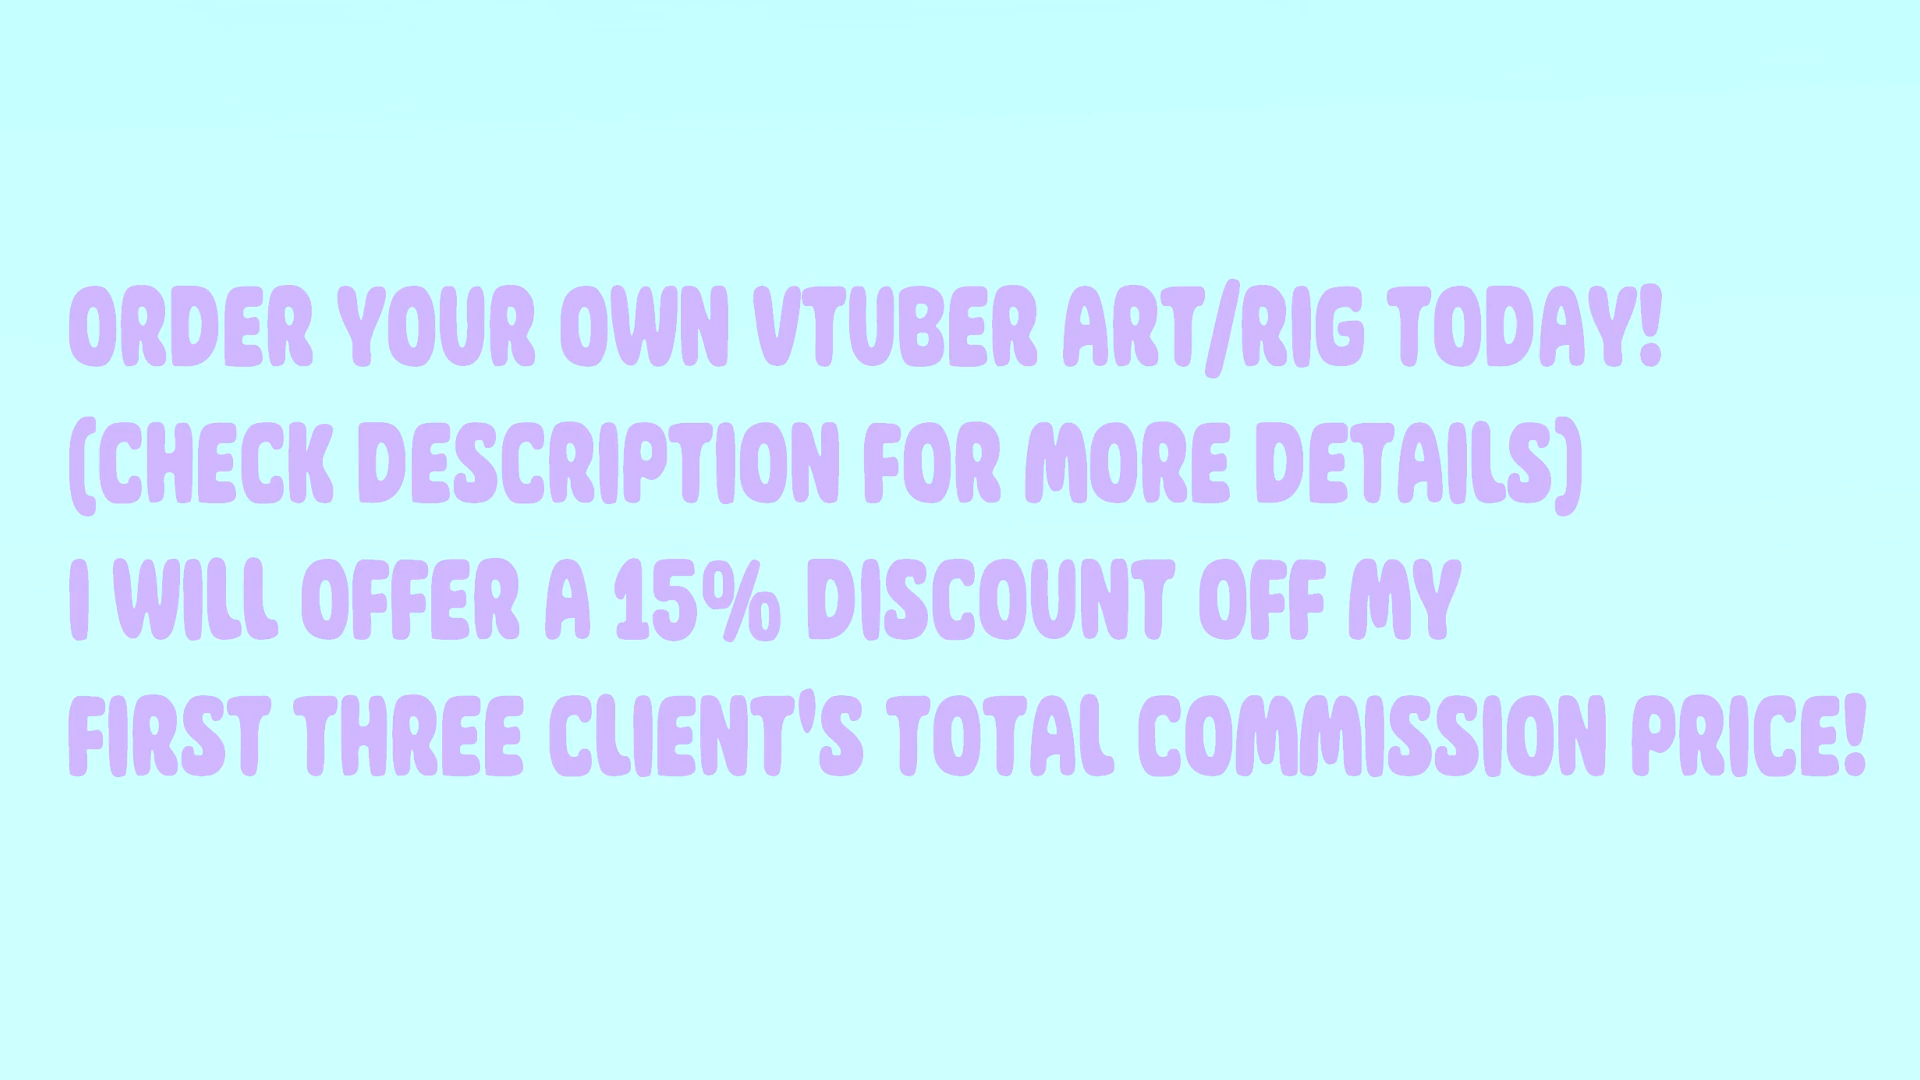 ORDER YOUR OWN VTUBER ART/RIG TODAY!
(CHECK DESCRIPTION FOR MORE DETAILS)
I WILL OFFER A 15% DISCOUNT OFF MY
FIRST THREE CLIENT'S TOTAL COMMISSION PRICE!